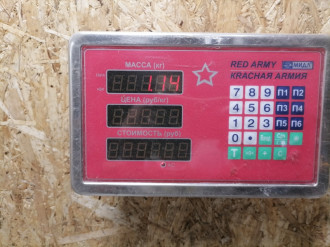 МАССА (кг)
1.14
ЦЕНА (руб/кг)
СТОИМОСТЬ (руб)
RED ARMY МИДЛ
КРАСНАЯ АРМИЯ
7 8 9 П1 П2
4 5 6 П3 П4
1 2 3 П5 П6
0
T